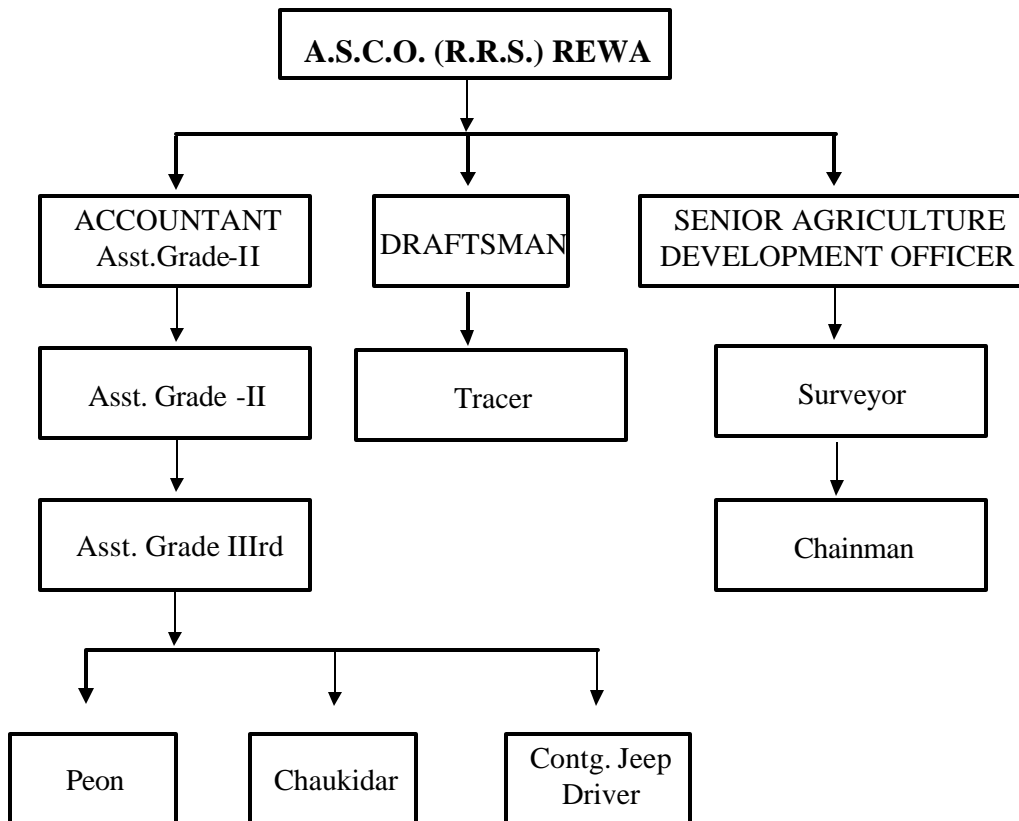 A.S.C.O. (R.R.S.) REWA
ACCOUNTANT
Asst.Grade-II
DRAFTSMAN
SENIOR AGRICULTURE
DEVELOPMENT OFFICER
Asst. Grade -II
Tracer
Surveyor
Asst. Grade IIIrd
Chainman
Peon
Chaukidar
Contg. Jeep
Driver